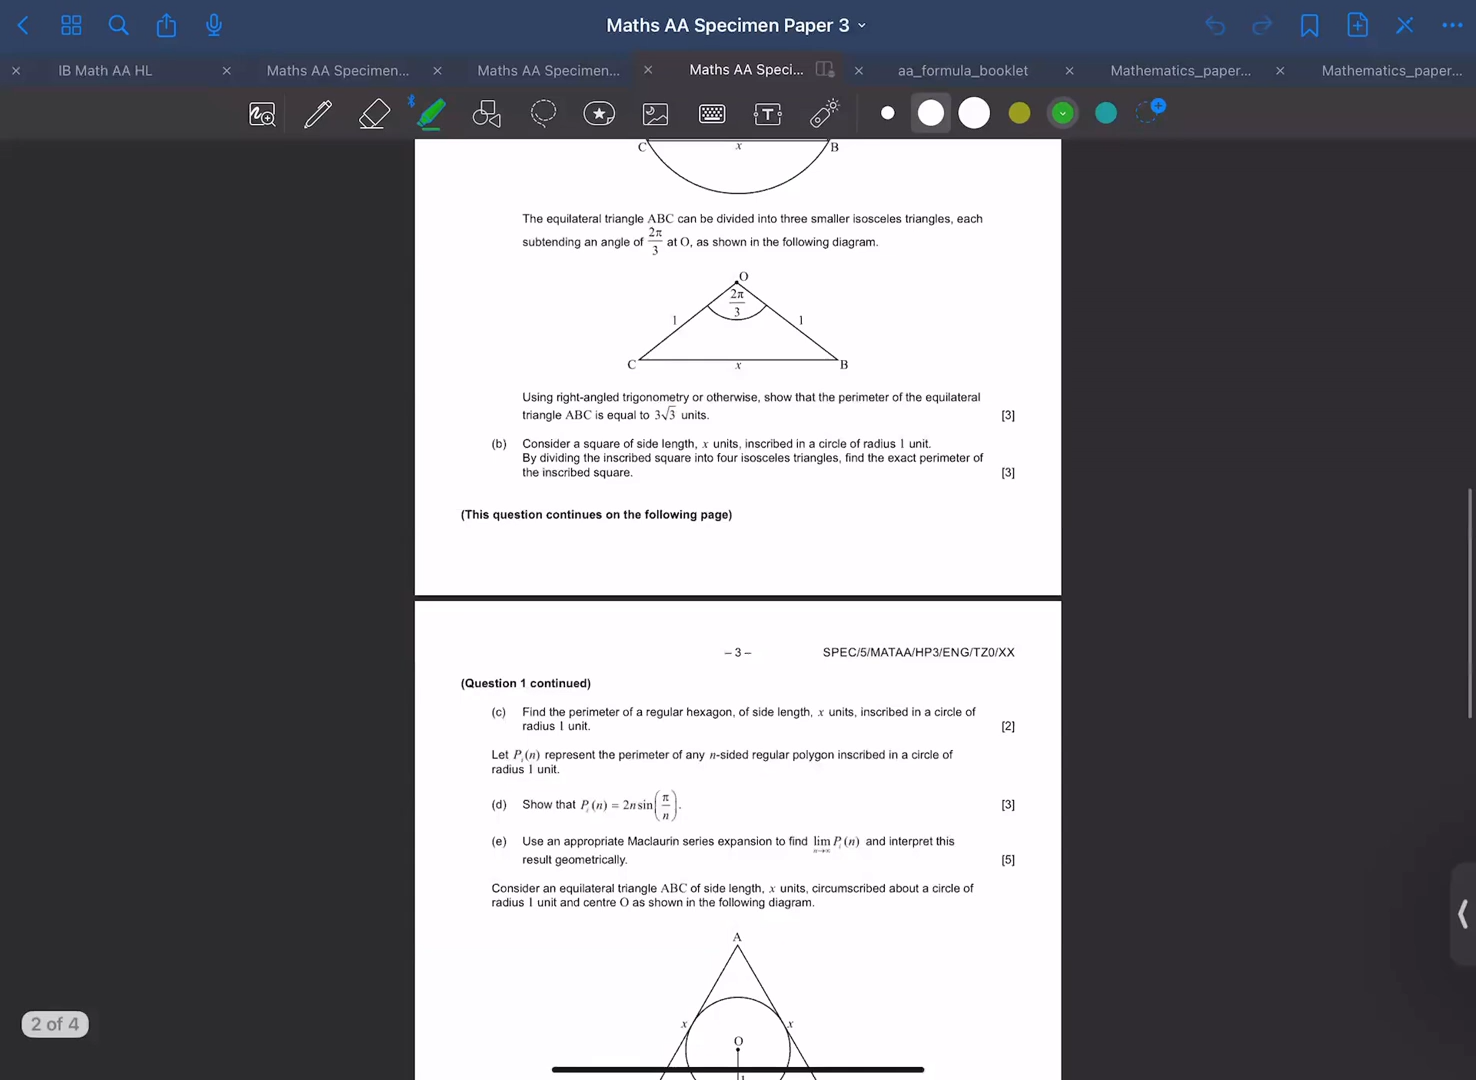 Maths AA Specimen Paper 3
IB Math AA HL
Maths AA Specimen...
Maths AA Specimen...
Maths AA Speci...
aa_formula_booklet
Mathematics_paper...
Mathematics_paper...
C x B
The equilateral triangle ABC can be divided into three smaller isosceles triangles, each
subtending an angle of 2π/3 at O, as shown in the following diagram.
O
2π/3
1 1
C x B
Using right-angled trigonometry or otherwise, show that the perimeter of the equilateral
triangle ABC is equal to 3√3 units. [3]
(b) Consider a square of side length, x units, inscribed in a circle of radius 1 unit.
By dividing the inscribed square into four isosceles triangles, find the exact perimeter of
the inscribed square. [3]
(This question continues on the following page)
– 3 – SPEC/5/MATAA/HP3/ENG/TZ0/XX
(Question 1 continued)
(c) Find the perimeter of a regular hexagon, of side length, x units, inscribed in a circle of
radius 1 unit. [2]
Let Pᵢ(n) represent the perimeter of any n-sided regular polygon inscribed in a circle of
radius 1 unit.
(d) Show that Pᵢ(n) = 2n sin(π/n). [3]
(e) Use an appropriate Maclaurin series expansion to find lim n→∞ Pᵢ(n) and interpret this
result geometrically. [5]
Consider an equilateral triangle ABC of side length, x units, circumscribed about a circle of
radius 1 unit and centre O as shown in the following diagram.
A
x x
O
1
2 of 4